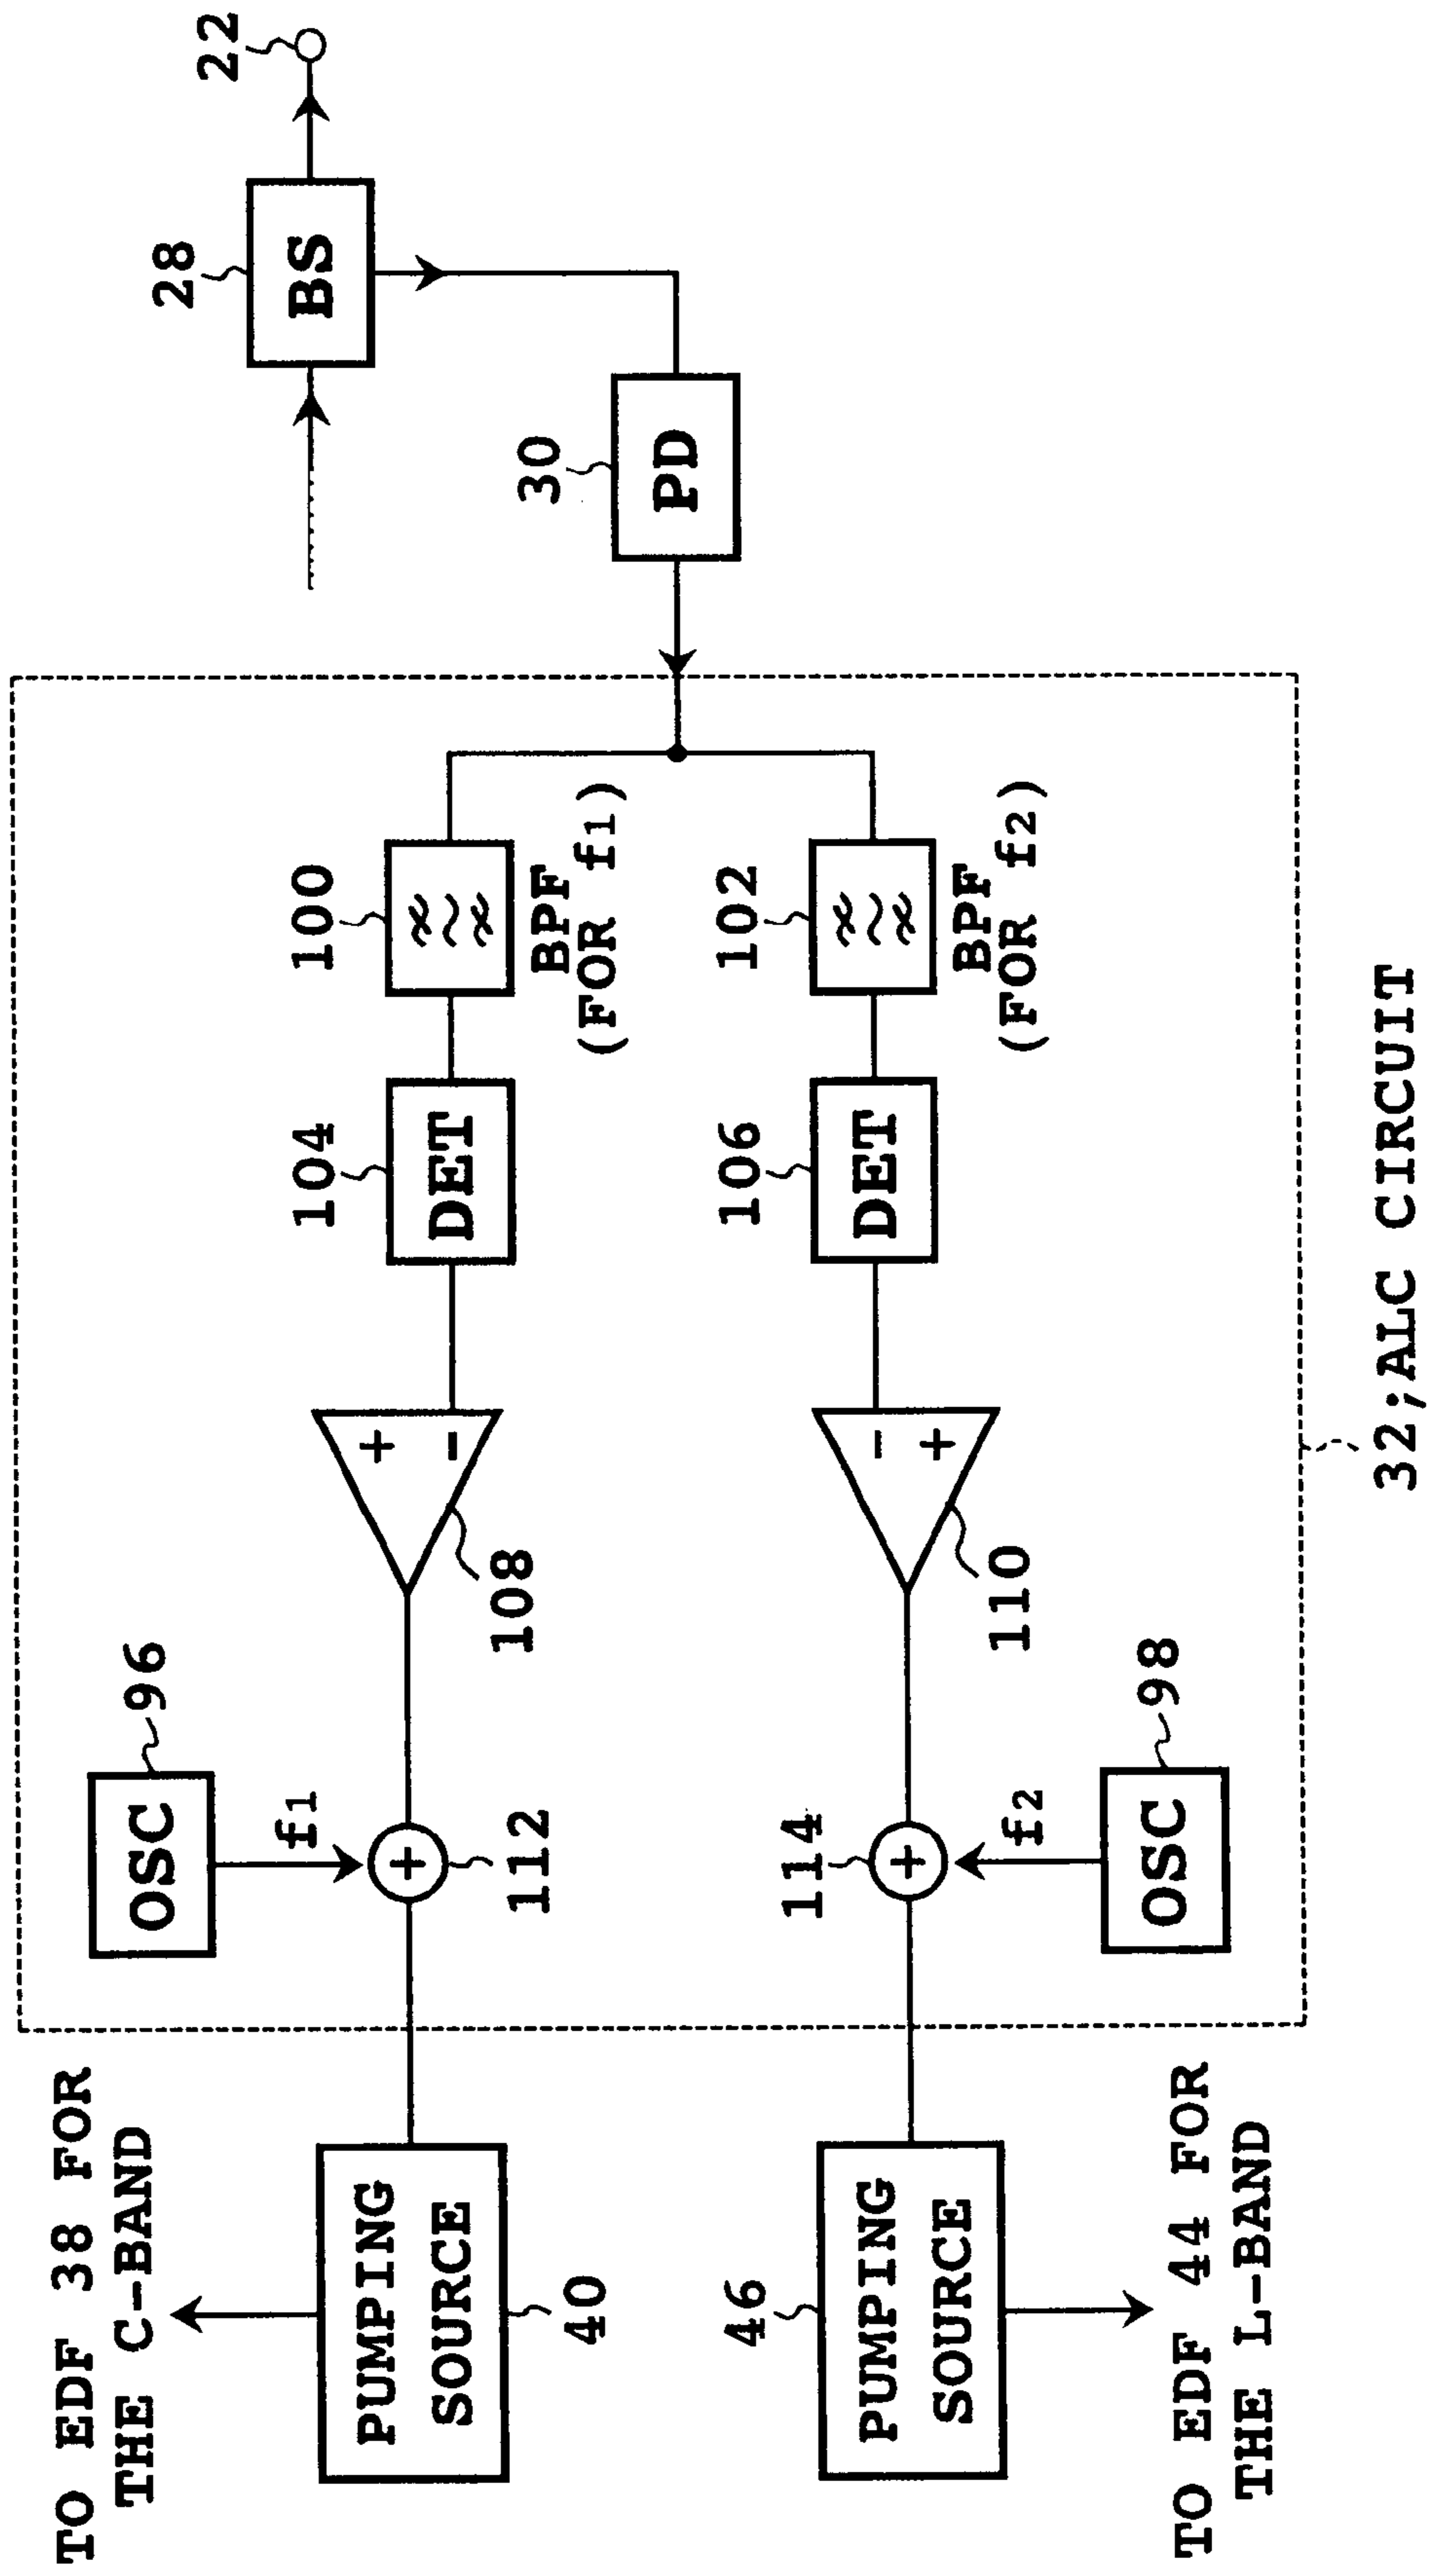 TO EDF 38 FOR
THE C-BAND
OSC
96
f1
28
22
BS
PUMPING
SOURCE
40
+
112
+
-
108
104
DET
100
BPF
(FOR f1)
30
PD
46
PUMPING
SOURCE
114
+
f2
-
+
110
106
DET
102
BPF
(FOR f2)
OSC
98
TO EDF 44 FOR
THE L-BAND
32;ALC CIRCUIT